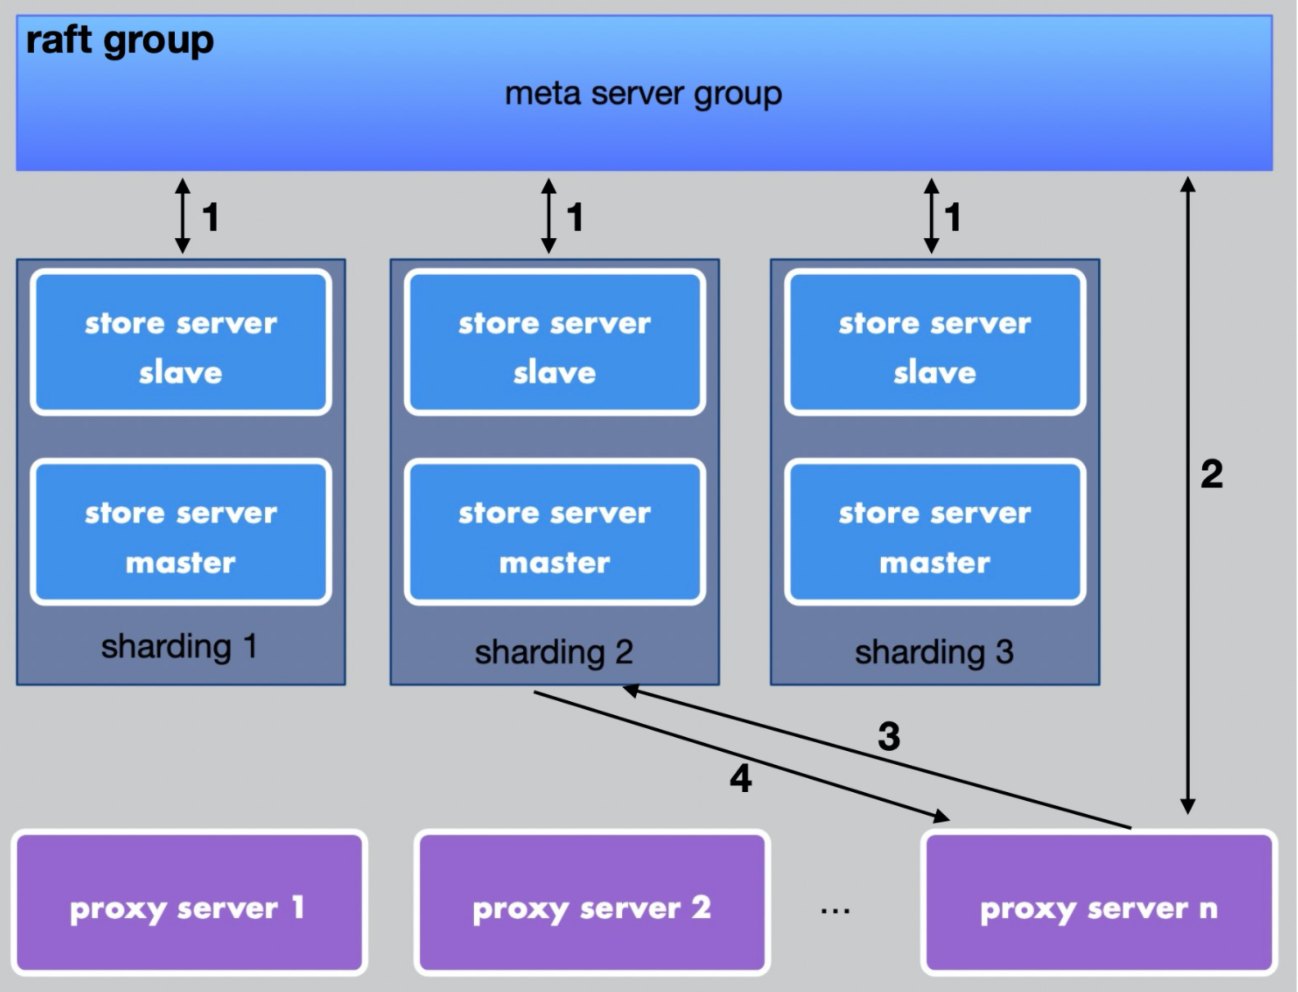 raft group
meta server group
1
1
1
store server
slave
store server
slave
store server
slave
2
store server
master
store server
master
store server
master
sharding 1
sharding 2
sharding 3
3
4
proxy server 1
proxy server 2
...
proxy server n